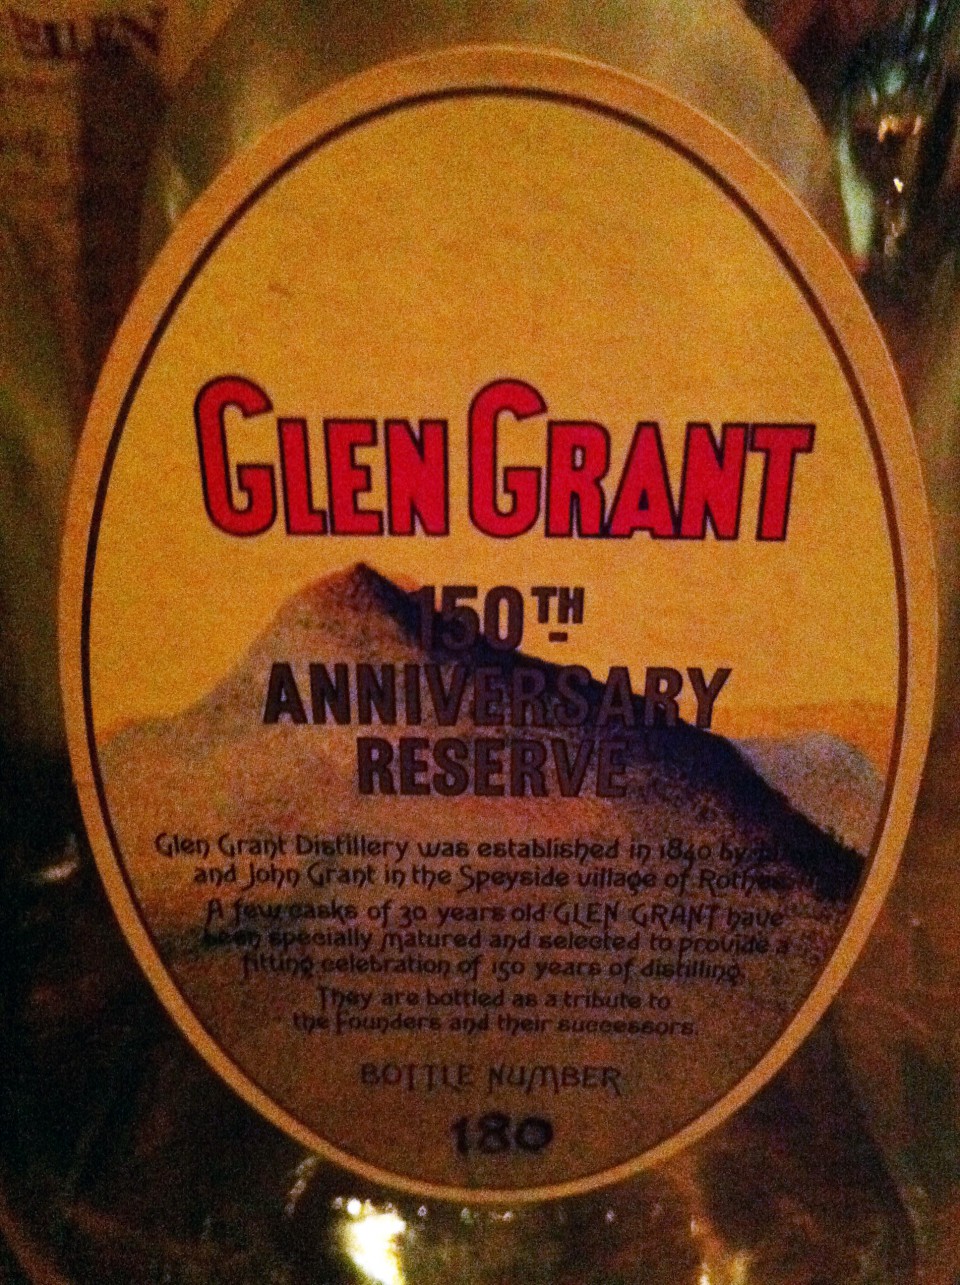 GLEN GRANT
150TH
ANNIVERSARY
RESERVE
Glen Grant Distillery was established in 1840 by
and John Grant in the Speyside village of
A few casks of 30 years old GLEN GRANT have
been specially matured and selected to provide a
fitting celebration of 150 years of distilling.
They are bottled as a tribute to
the founders and their successors.
BOTTLE NUMBER
180